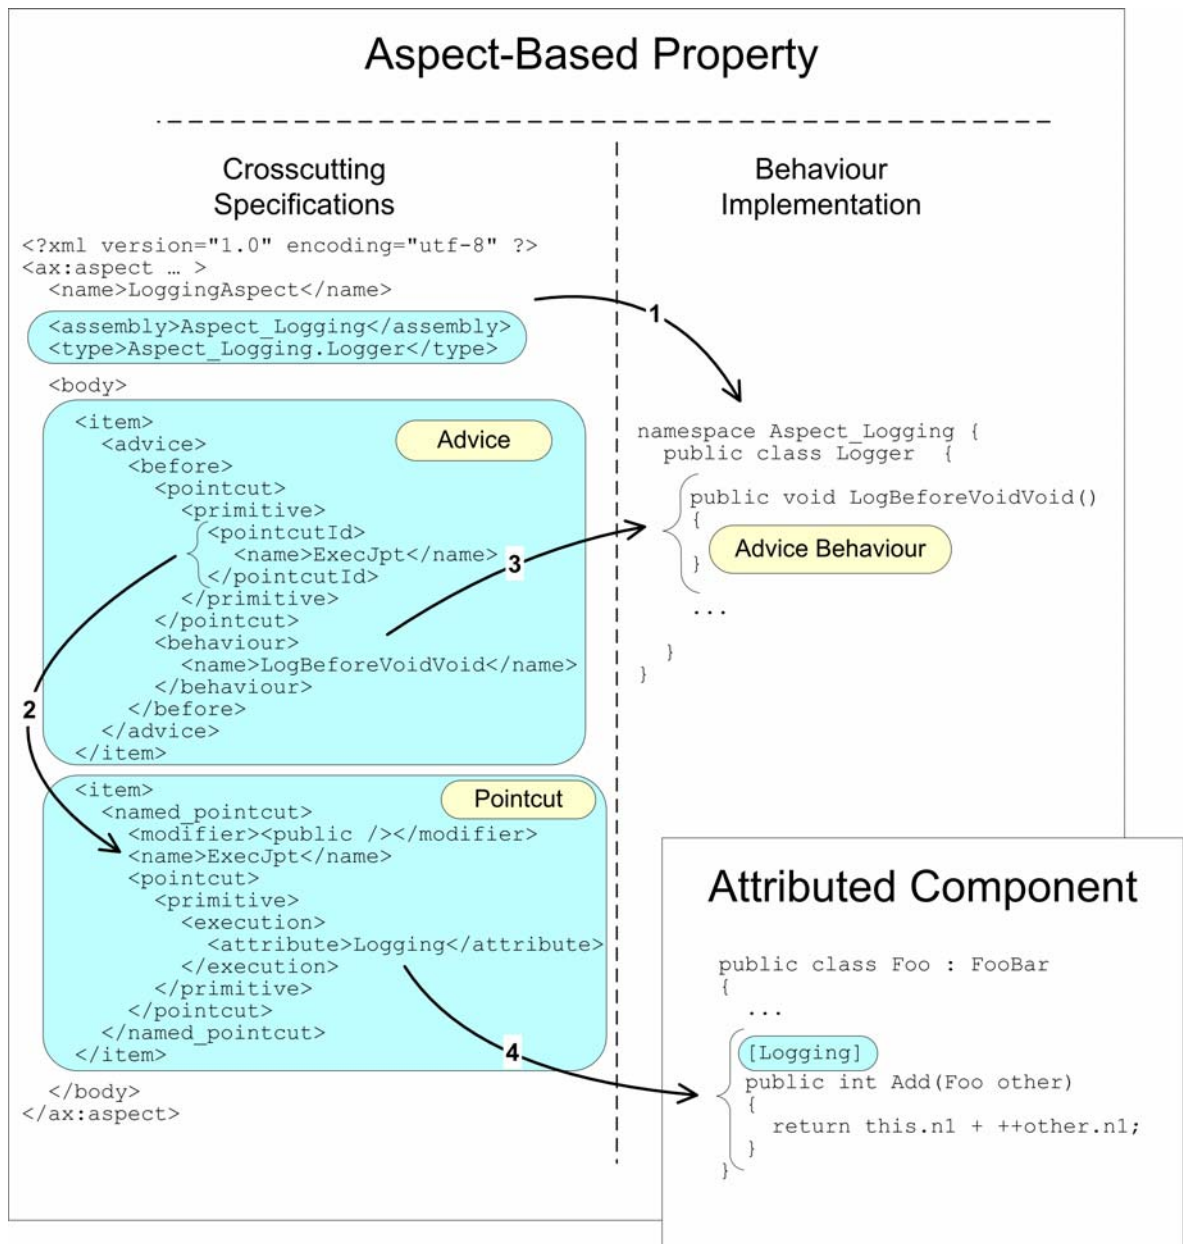 Aspect-Based Property
Crosscutting
Specifications
<?xml version="1.0" encoding="utf-8" ?>
<ax:aspect … >
<name>LoggingAspect</name>
<assembly>Aspect_Logging</assembly>
<type>Aspect_Logging.Logger</type>
<body>
<item>
Advice
<advice>
<before>
<pointcut>
<primitive>
<pointcutId>
<name>ExecJpt</name>
</pointcutId>
</primitive>
</pointcut>
<behaviour>
<name>LogBeforeVoidVoid</name>
</behaviour>
</before>
</advice>
</item>
<item>
Pointcut
<named_pointcut>
<modifier><public /></modifier>
<name>ExecJpt</name>
<pointcut>
<primitive>
<execution>
<attribute>Logging</attribute>
</execution>
</primitive>
</pointcut>
</named_pointcut>
</item>
</body>
</ax:aspect>
1
2
3
4
Behaviour
Implementation
namespace Aspect_Logging {
public class Logger {
public void LogBeforeVoidVoid()
{
Advice Behaviour
}
...
}
}
Attributed Component
public class Foo : FooBar
{
...
[Logging]
public int Add(Foo other)
{
return this.n1 + ++other.n1;
}
}